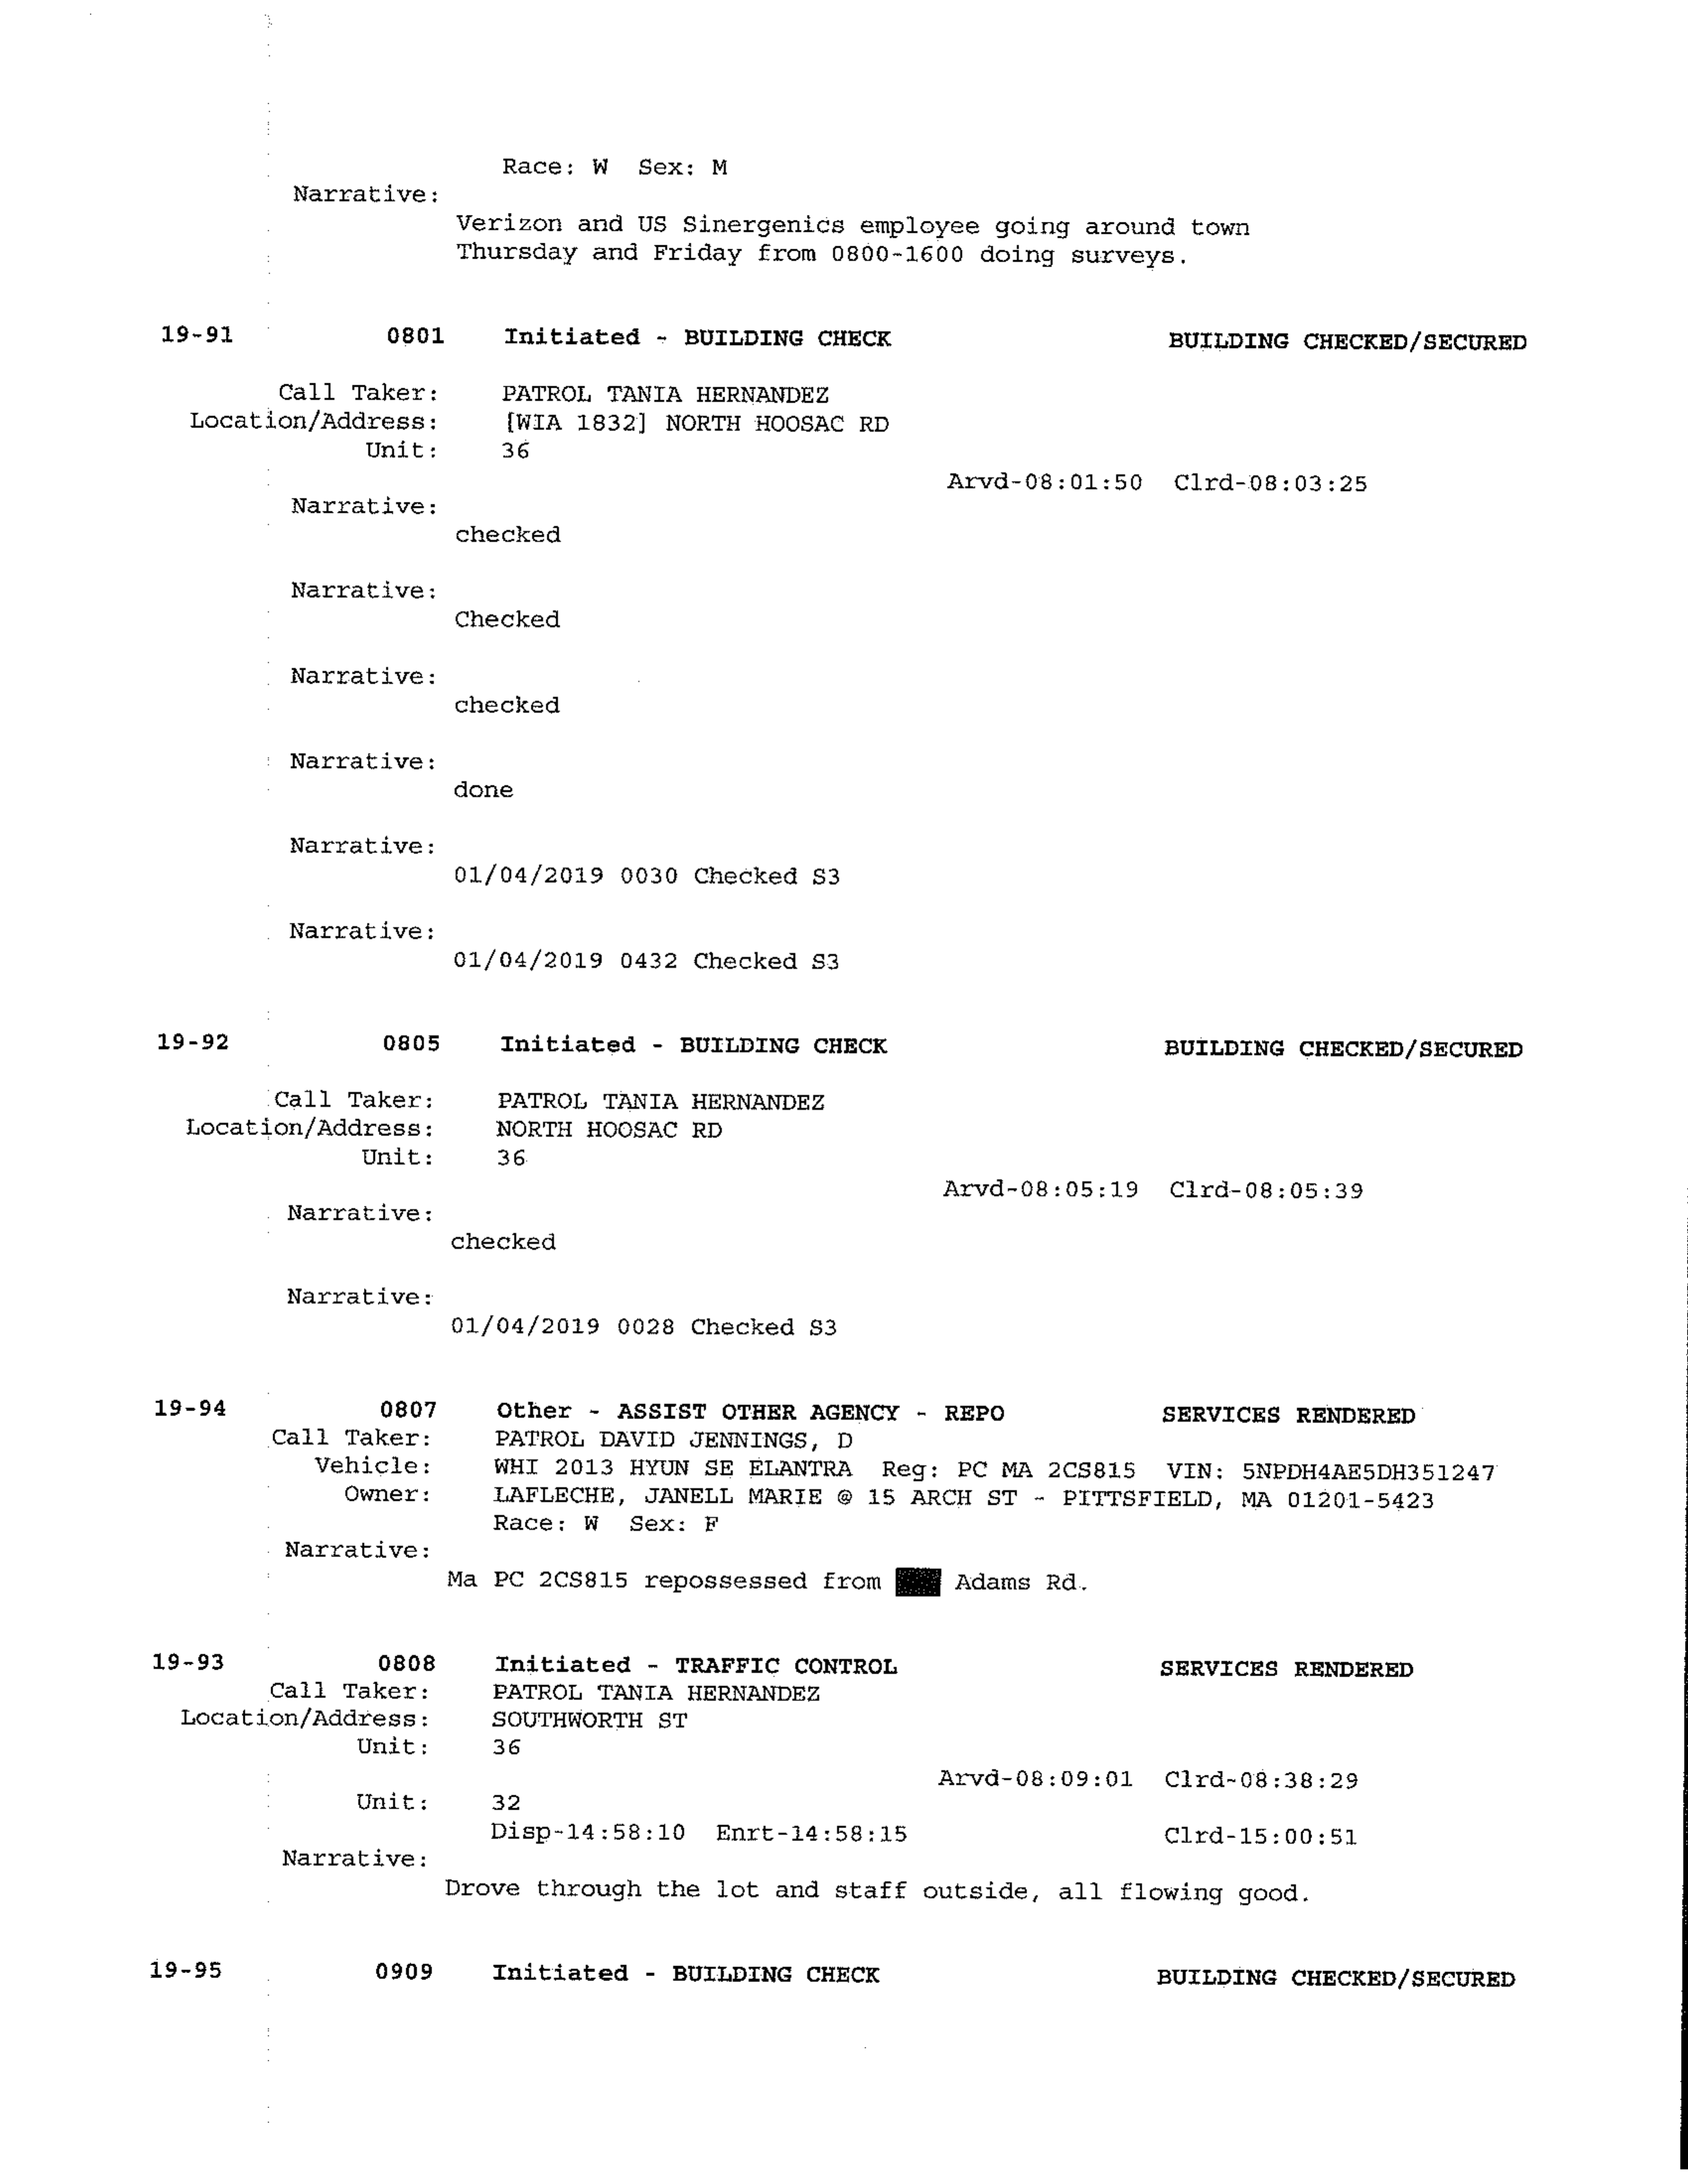 Race: W Sex: M
Narrative:
Verizon and US Sinergenics employee going around town
Thursday and Friday from 0800-1600 doing surveys.
19-91 0801 Initiated - BUILDING CHECK BUILDING CHECKED/SECURED
Call Taker: PATROL TANIA HERNANDEZ
Location/Address: [WIA 1832] NORTH HOOSAC RD
Unit: 36
Arvd-08:01:50 Clrd-08:03:25
Narrative:
checked
Narrative:
Checked
Narrative:
checked
Narrative:
done
Narrative:
01/04/2019 0030 Checked S3
Narrative:
01/04/2019 0432 Checked S3
19-92 0805 Initiated - BUILDING CHECK BUILDING CHECKED/SECURED
Call Taker: PATROL TANIA HERNANDEZ
Location/Address: NORTH HOOSAC RD
Unit: 36
Arvd-08:05:19 Clrd-08:05:39
Narrative:
checked
Narrative:
01/04/2019 0028 Checked S3
19-94 0807 Other - ASSIST OTHER AGENCY - REPO SERVICES RENDERED
Call Taker: PATROL DAVID JENNINGS, D
Vehicle: WHI 2013 HYUN SE ELANTRA Reg: PC MA 2CS815 VIN: 5NPDH4AE5DH351247
Owner: LAFLECHE, JANELL MARIE @ 15 ARCH ST - PITTSFIELD, MA 01201-5423
Race: W Sex: F
Narrative:
Ma PC 2CS815 repossessed from Adams Rd.
19-93 0808 Initiated - TRAFFIC CONTROL SERVICES RENDERED
Call Taker: PATROL TANIA HERNANDEZ
Location/Address: SOUTHWORTH ST
Unit: 36
Arvd-08:09:01 Clrd-08:38:29
Unit: 32
Disp-14:58:10 Enrt-14:58:15 Clrd-15:00:51
Narrative:
Drove through the lot and staff outside, all flowing good.
19-95 0909 Initiated - BUILDING CHECK BUILDING CHECKED/SECURED